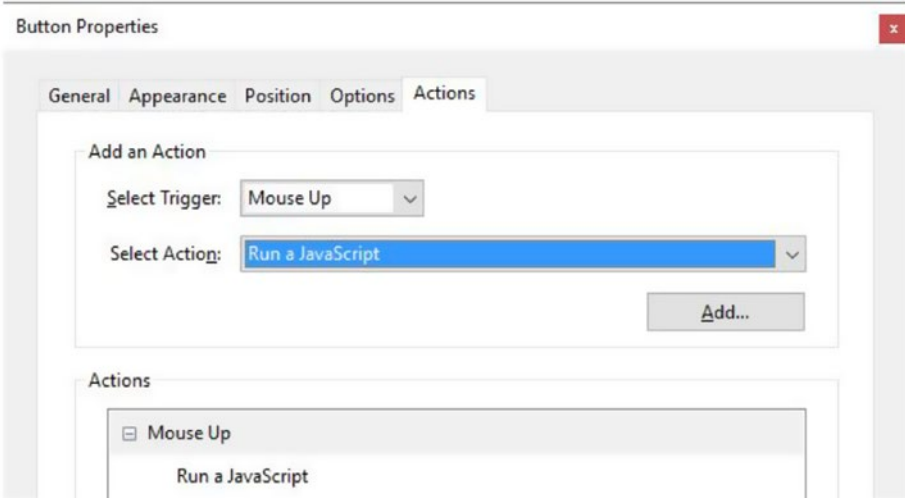 Button Properties
x
General Appearance Position Options Actions
Add an Action
Select Trigger: Mouse Up
Select Action: Run a JavaScript
Add...
Actions
Mouse Up
Run a JavaScript